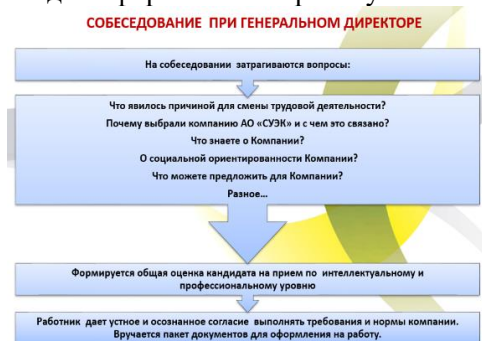 СОБЕСЕДОВАНИЕ ПРИ ГЕНЕРАЛЬНОМ ДИРЕКТОРЕ
На собеседовании затрагиваются вопросы:
Что явилось причиной для смены трудовой деятельности?
Почему выбрали компанию АО «СУЭК» и с чем это связано?
Что знаете о Компании?
О социальной ориентированности Компании?
Что можете предложить для Компании?
Разное...
Формируется общая оценка кандидата на прием по интеллектуальному и
профессиональному уровню
Работник дает устное и осознанное согласие выполнять требования и нормы компании.
Вручается пакет документов для оформления на работу.